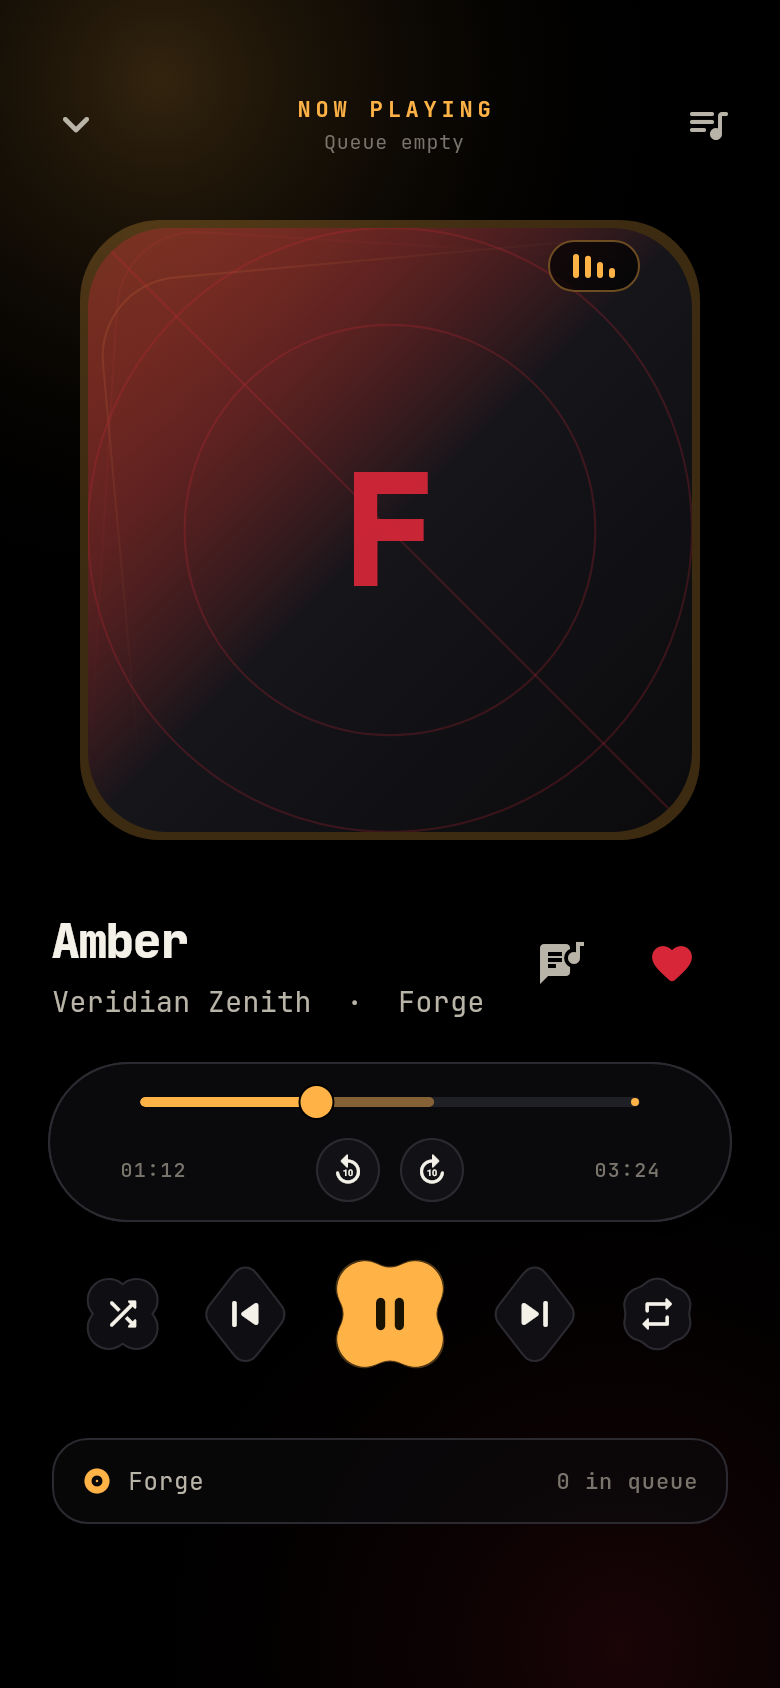 NOW PLAYING
Queue empty
F
Amber
Veridian Zenith · Forge
01:12
10
10
03:24
Forge
0 in queue